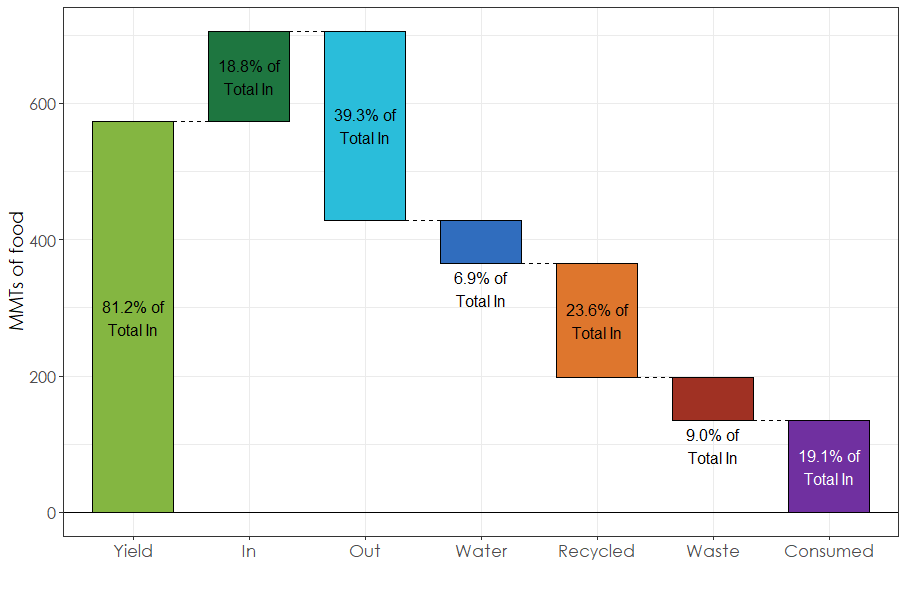 MMTs of food
600
400
200
0
81.2% of
Total In
18.8% of
Total In
39.3% of
Total In
6.9% of
Total In
23.6% of
Total In
9.0% of
Total In
19.1% of
Total In
Yield
In
Out
Water
Recycled
Waste
Consumed